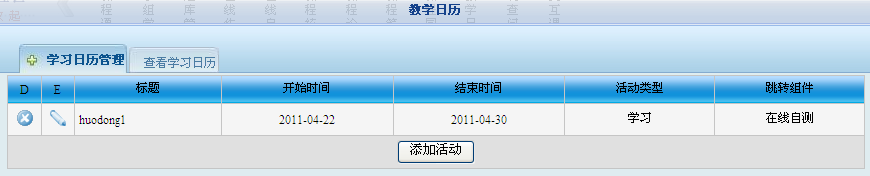 教学日历
学习日历管理 查看学习日历
D E 标题 开始时间 结束时间 活动类型 跳转组件
huodong1 2011-04-22 2011-04-30 学习 在线自测
添加活动